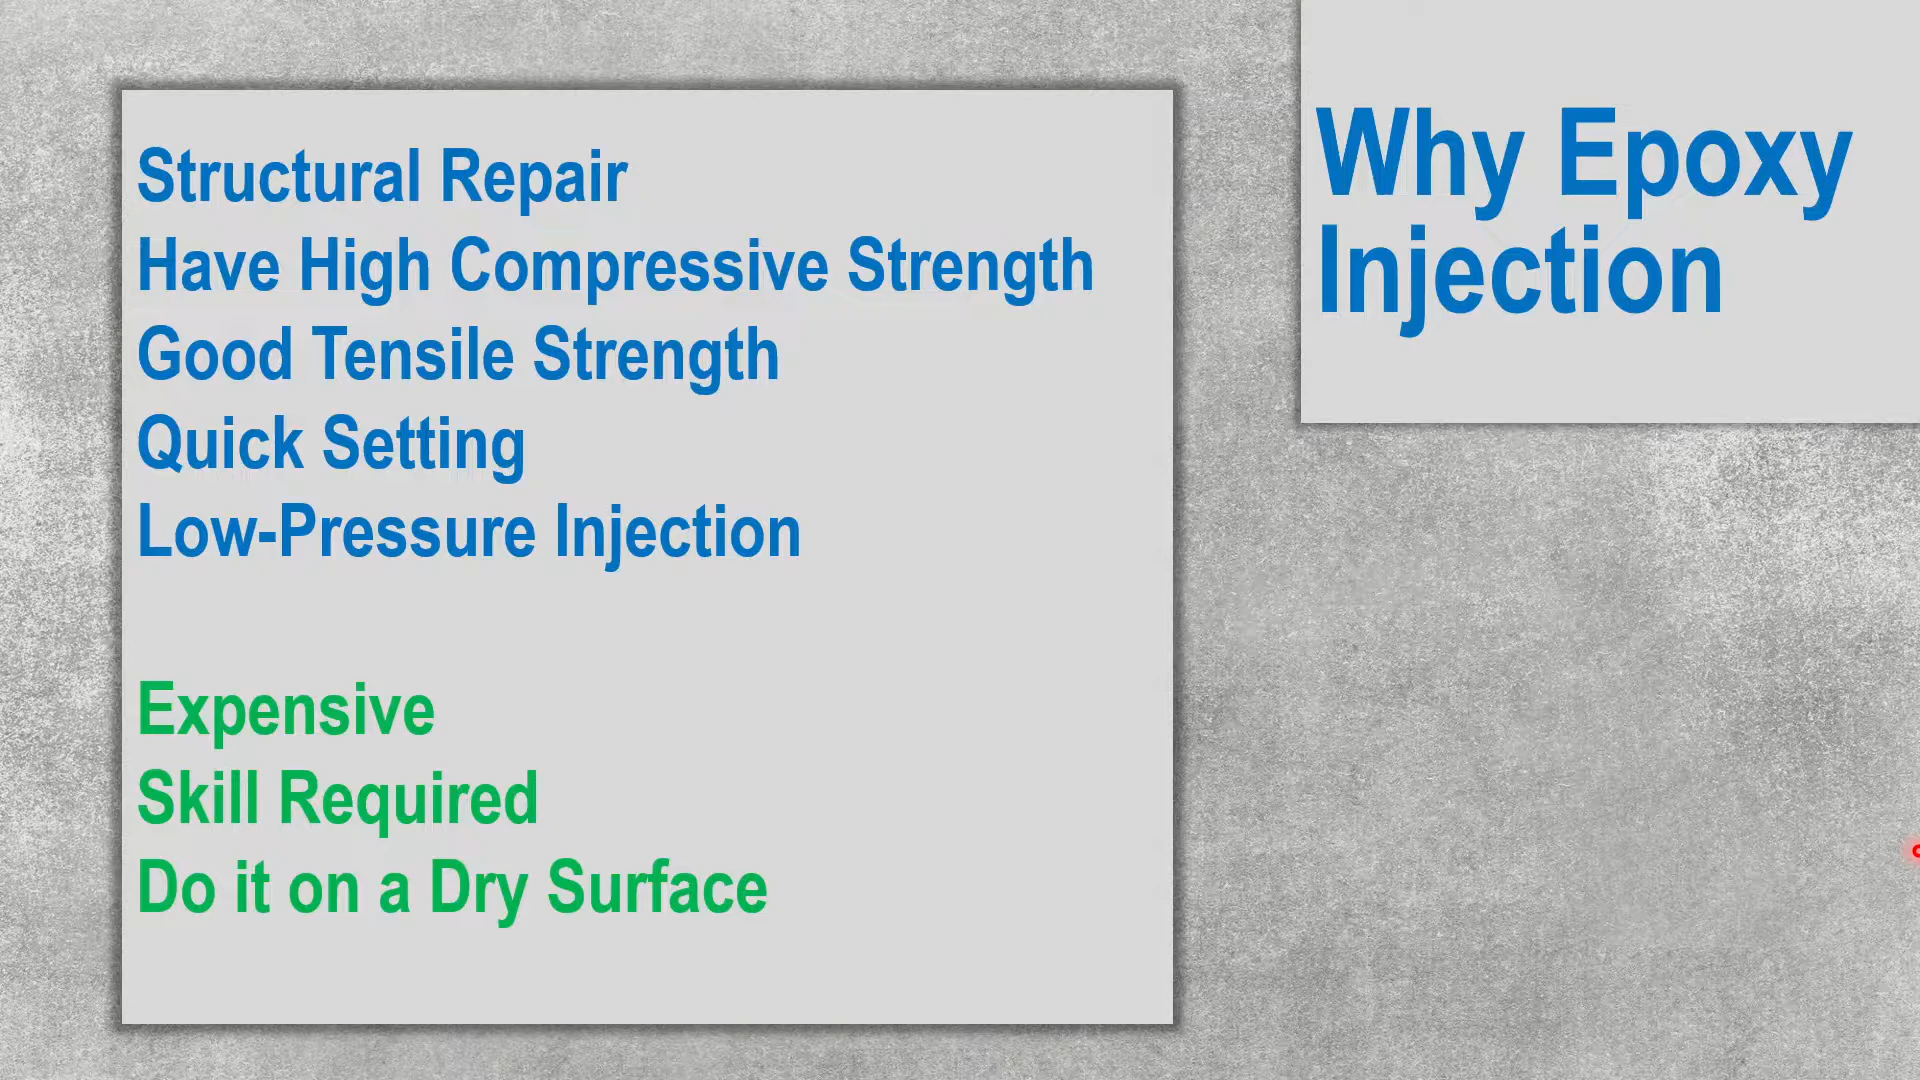 Why Epoxy
Injection
Structural Repair
Have High Compressive Strength
Good Tensile Strength
Quick Setting
Low-Pressure Injection
Expensive
Skill Required
Do it on a Dry Surface